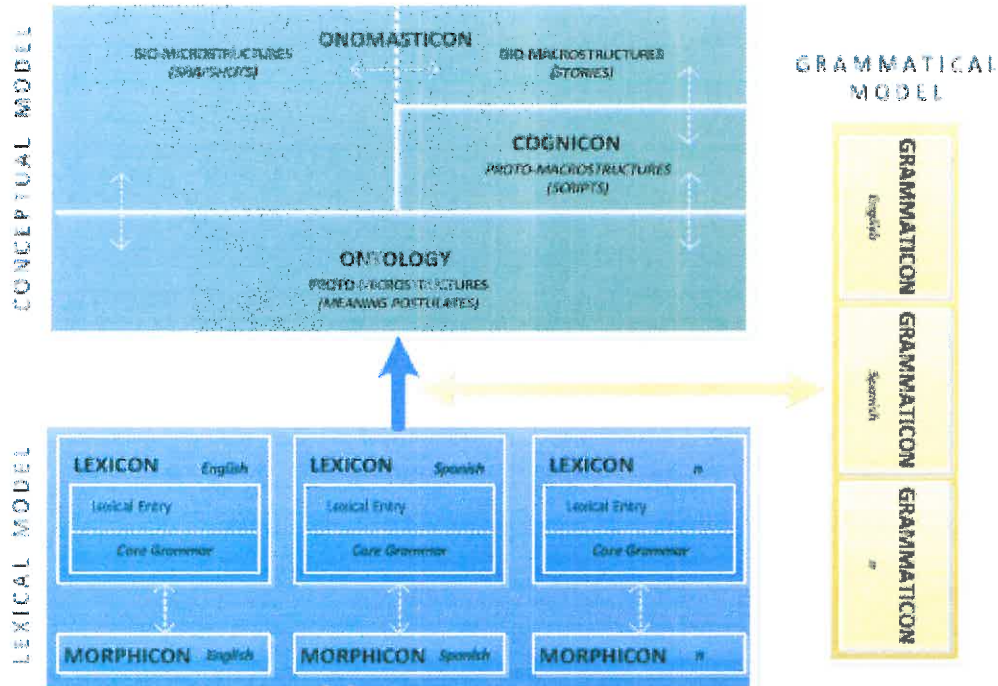 CONCEPTUAL MODEL
ONOMASTICON
BIO-MICROSTRUCTURES
(SNAPSHOTS)
BIO-MACROSTRUCTURES
(STORIES)
COGNICON
PROTO-MACROSTRUCTURES
(SCRIPTS)
ONTOLOGY
PROTO-MICROSTRUCTURES
(MEANING POSTULATES)
LEXICAL MODEL
LEXICON English
Lexical Entry
Core Grammar
MORPHICON English
LEXICON Spanish
Lexical Entry
Core Grammar
MORPHICON Spanish
LEXICON n
Lexical Entry
Core Grammar
MORPHICON n
GRAMMATICAL
MODEL
GRAMMATICON
English
GRAMMATICON
Spanish
GRAMMATICON
n